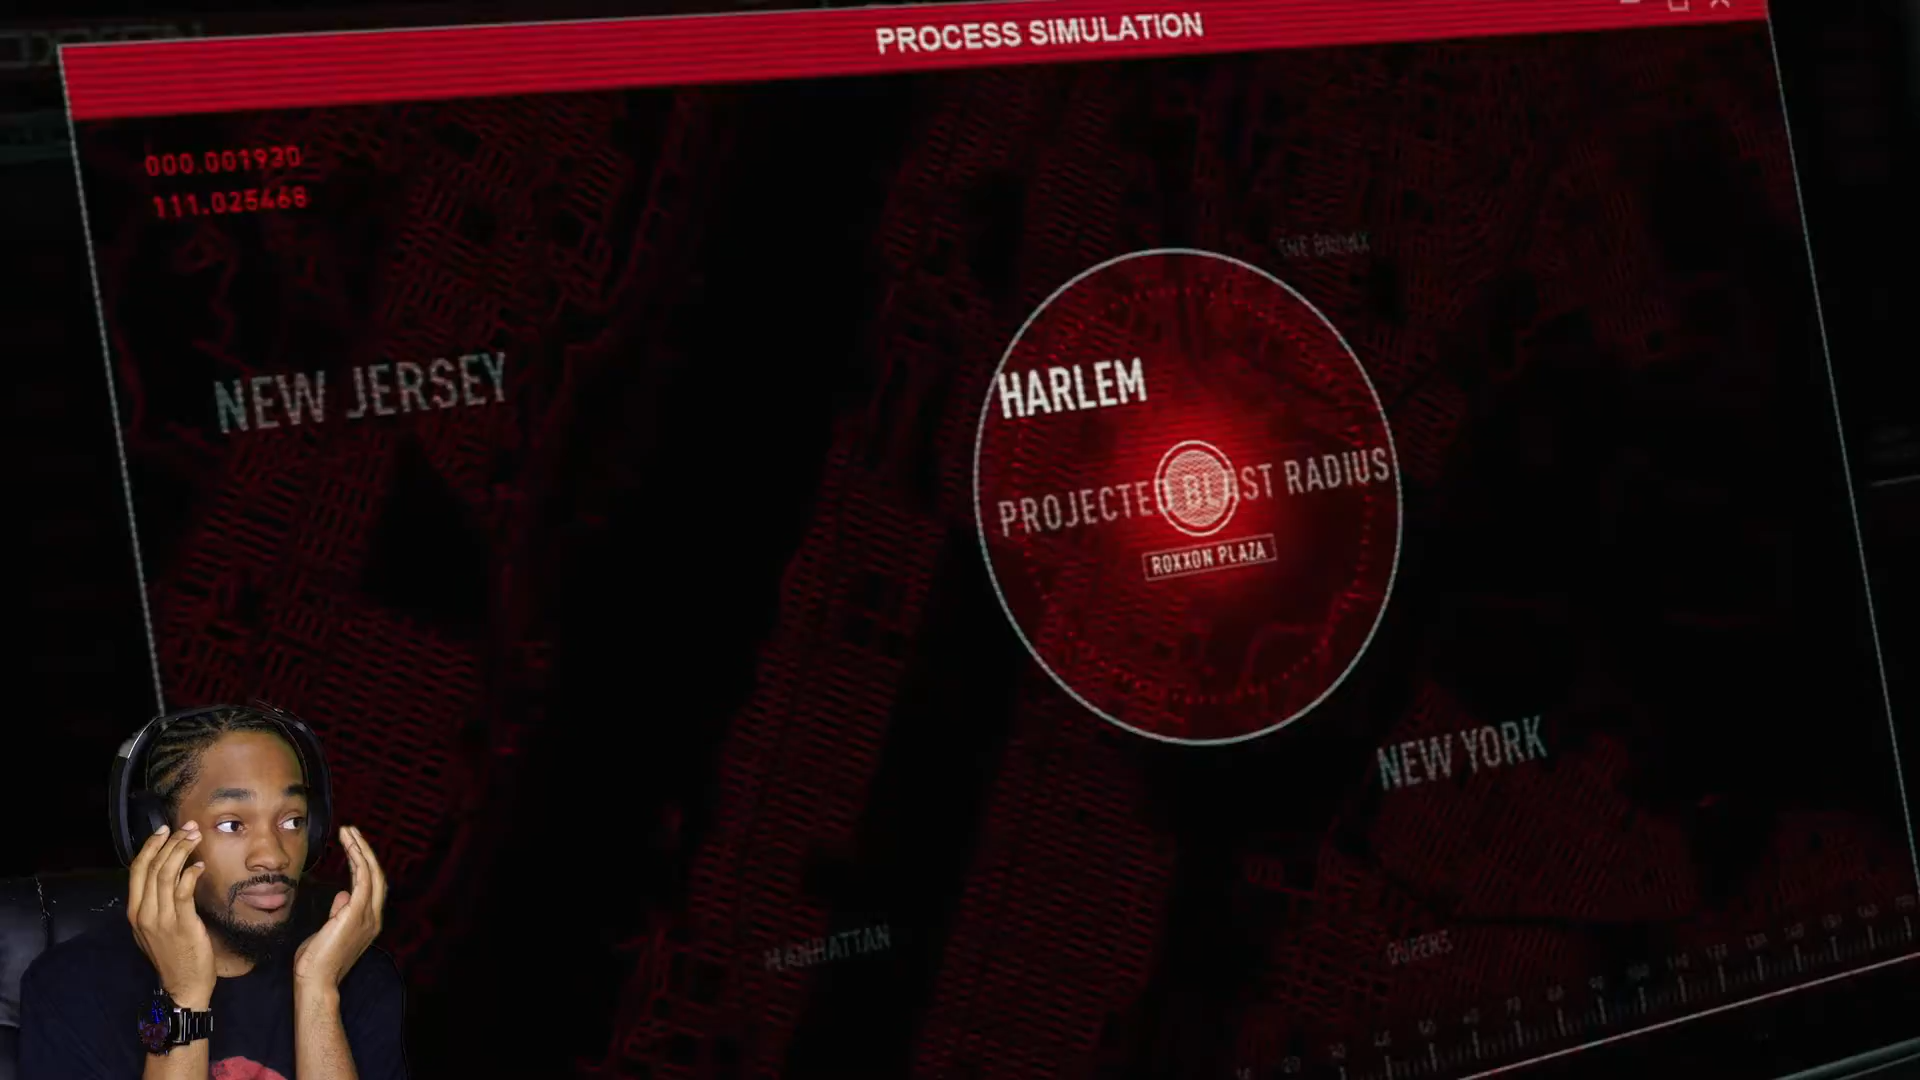 PROCESS SIMULATION
000.001930
111.025468
THE BRONX
NEW JERSEY
HARLEM
PROJECTED BLAST RADIUS
ROXXON PLAZA
NEW YORK
MANHATTAN
QUEENS